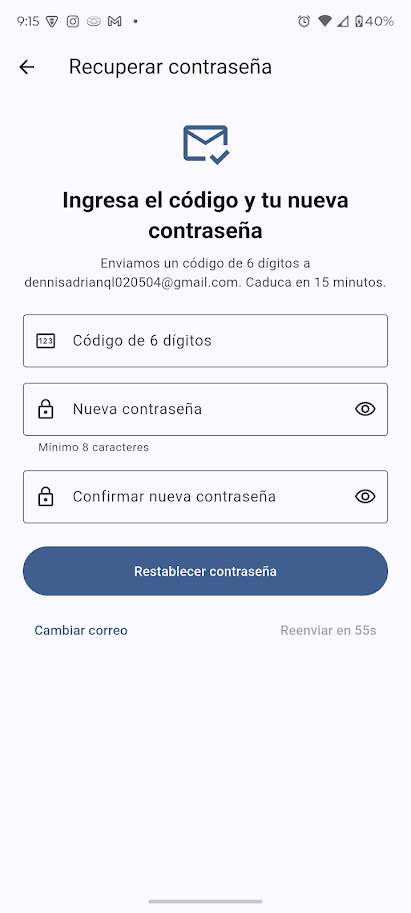 9:15
40%
Recuperar contraseña
Ingresa el código y tu nueva
contraseña
Enviamos un código de 6 dígitos a
dennisadrianql020504@gmail.com. Caduca en 15 minutos.
123
Código de 6 dígitos
Nueva contraseña
Mínimo 8 caracteres
Confirmar nueva contraseña
Restablecer contraseña
Cambiar correo
Reenviar en 55s